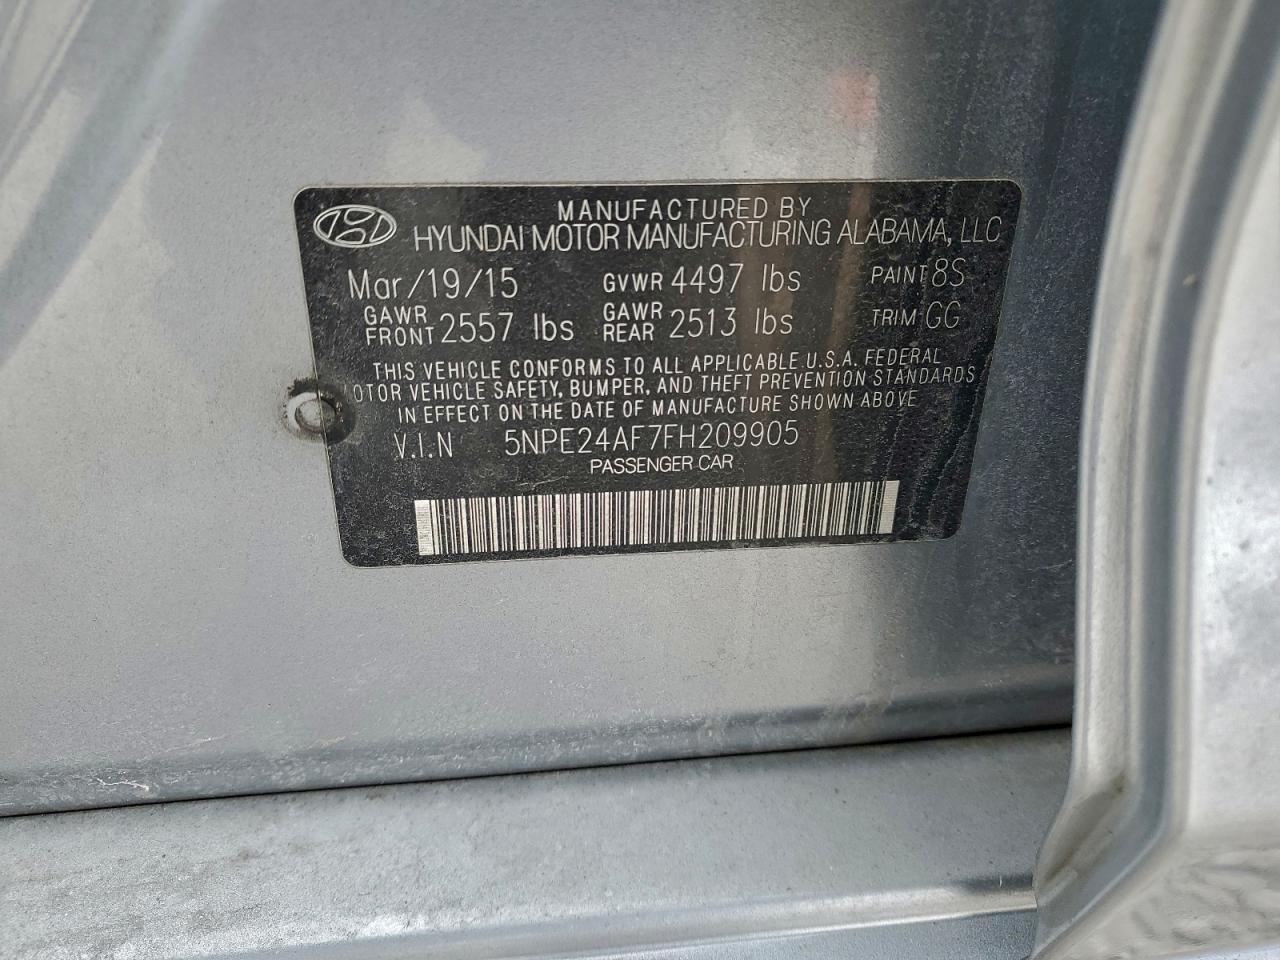 MANUFACTURED BY
HYUNDAI MOTOR MANUFACTURING ALABAMA, LLC
Mar/19/15 GVWR 4497 lbs PAINT 8S
GAWR FRONT 2557 lbs GAWR REAR 2513 lbs TRIM GG
THIS VEHICLE CONFORMS TO ALL APPLICABLE U.S.A. FEDERAL
OTOR VEHICLE SAFETY, BUMPER, AND THEFT PREVENTION STANDARDS
IN EFFECT ON THE DATE OF MANUFACTURE SHOWN ABOVE
V.I.N 5NPE24AF7FH209905
PASSENGER CAR